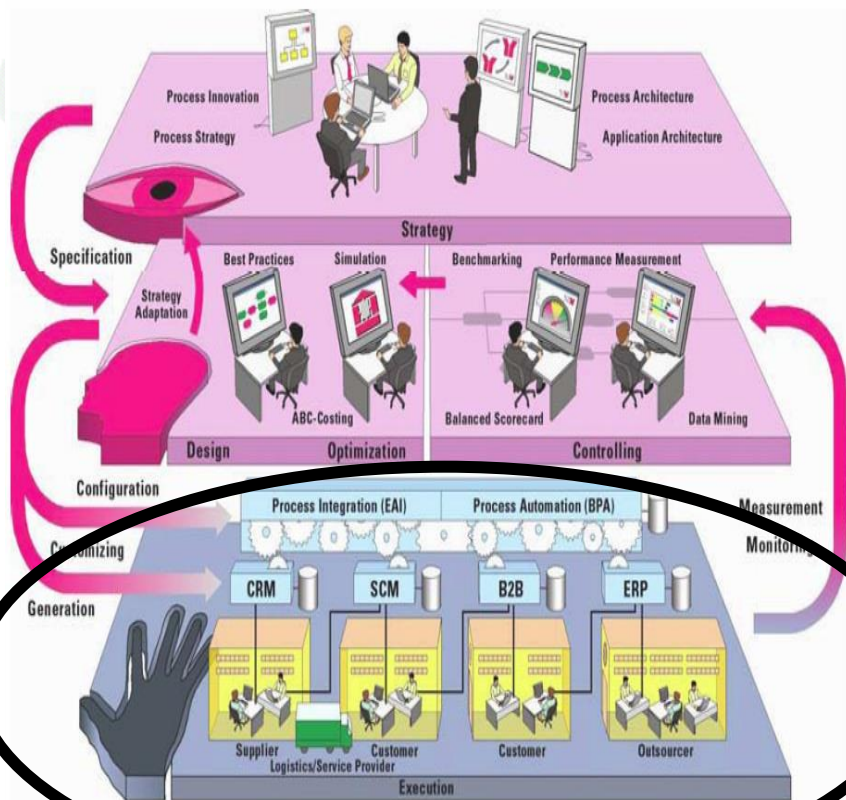 Process Innovation
Process Architecture
Process Strategy
Application Architecture
Strategy
Specification
Best Practices
Simulation
Benchmarking
Performance Measurement
Strategy
Adaptation
ABC-Costing
Balanced Scorecard
Data Mining
Design
Optimization
Controlling
Configuration
Process Integration (EAI)
Process Automation (BPA)
Measurement
Customizing
Monitoring
CRM
SCM
B2B
ERP
Generation
Supplier
Customer
Customer
Outsourcer
Logistics/Service Provider
Execution